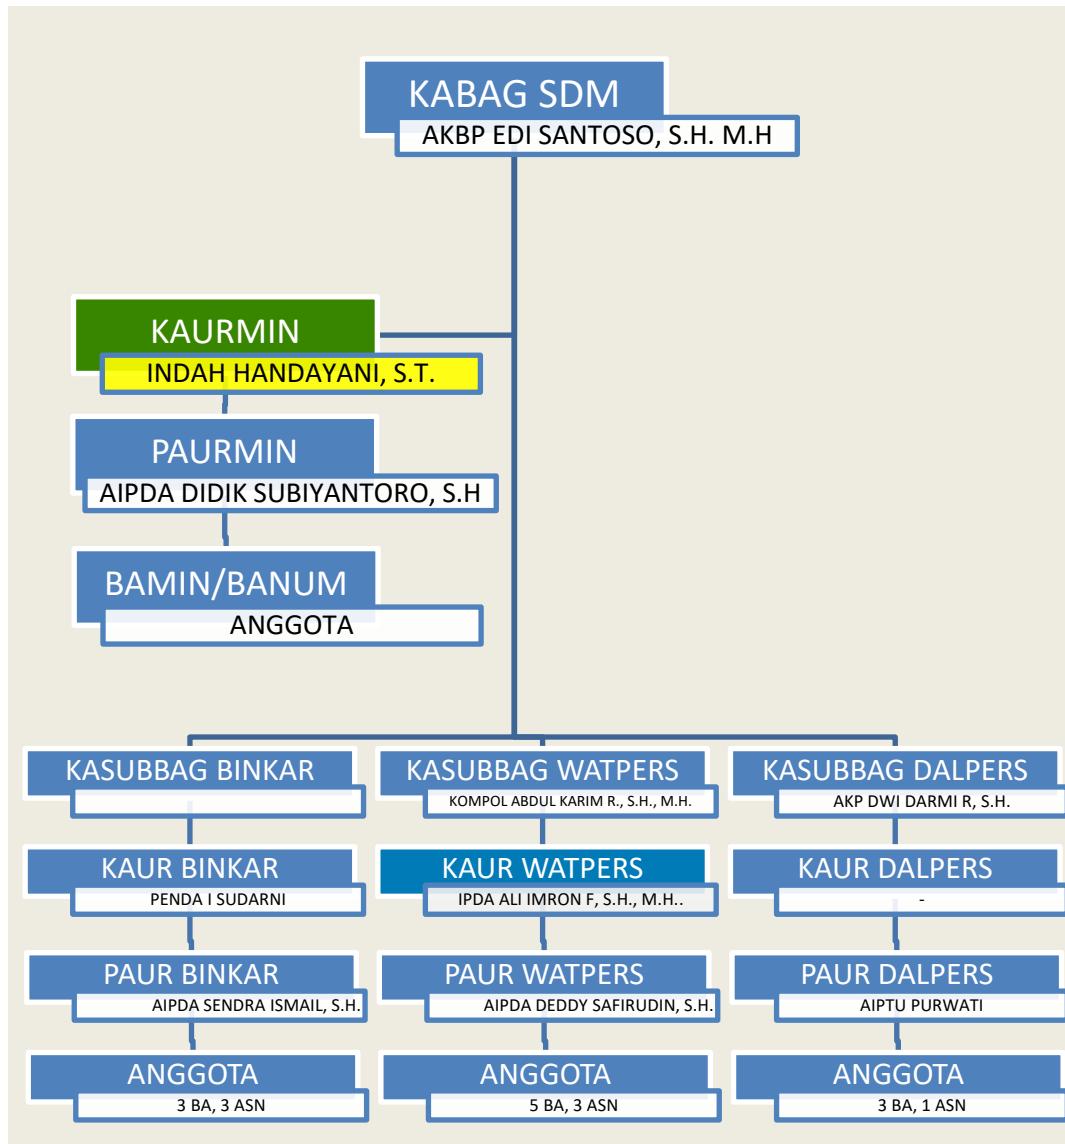 KABAG SDM
AKBP EDI SANTOSO, S.H. M.H
KAURMIN
INDAH HANDAYANI, S.T.
PAURMIN
AIPDA DIDIK SUBIYANTORO, S.H
BAMIN/BANUM
ANGGOTA
KASUBBAG BINKAR
KASUBBAG WATPERS
KOMPOL ABDUL KARIM R., S.H., M.H.
KASUBBAG DALPERS
AKP DWI DARMI R, S.H.
KAUR BINKAR
PENDA I SUDARNI
KAUR WATPERS
IPDA ALI IMRON F, S.H., M.H..
KAUR DALPERS
-
PAUR BINKAR
AIPDA SENDRA ISMAIL, S.H.
PAUR WATPERS
AIPDA DEDDY SAFIRUDIN, S.H.
PAUR DALPERS
AIPTU PURWATI
ANGGOTA
3 BA, 3 ASN
ANGGOTA
5 BA, 3 ASN
ANGGOTA
3 BA, 1 ASN